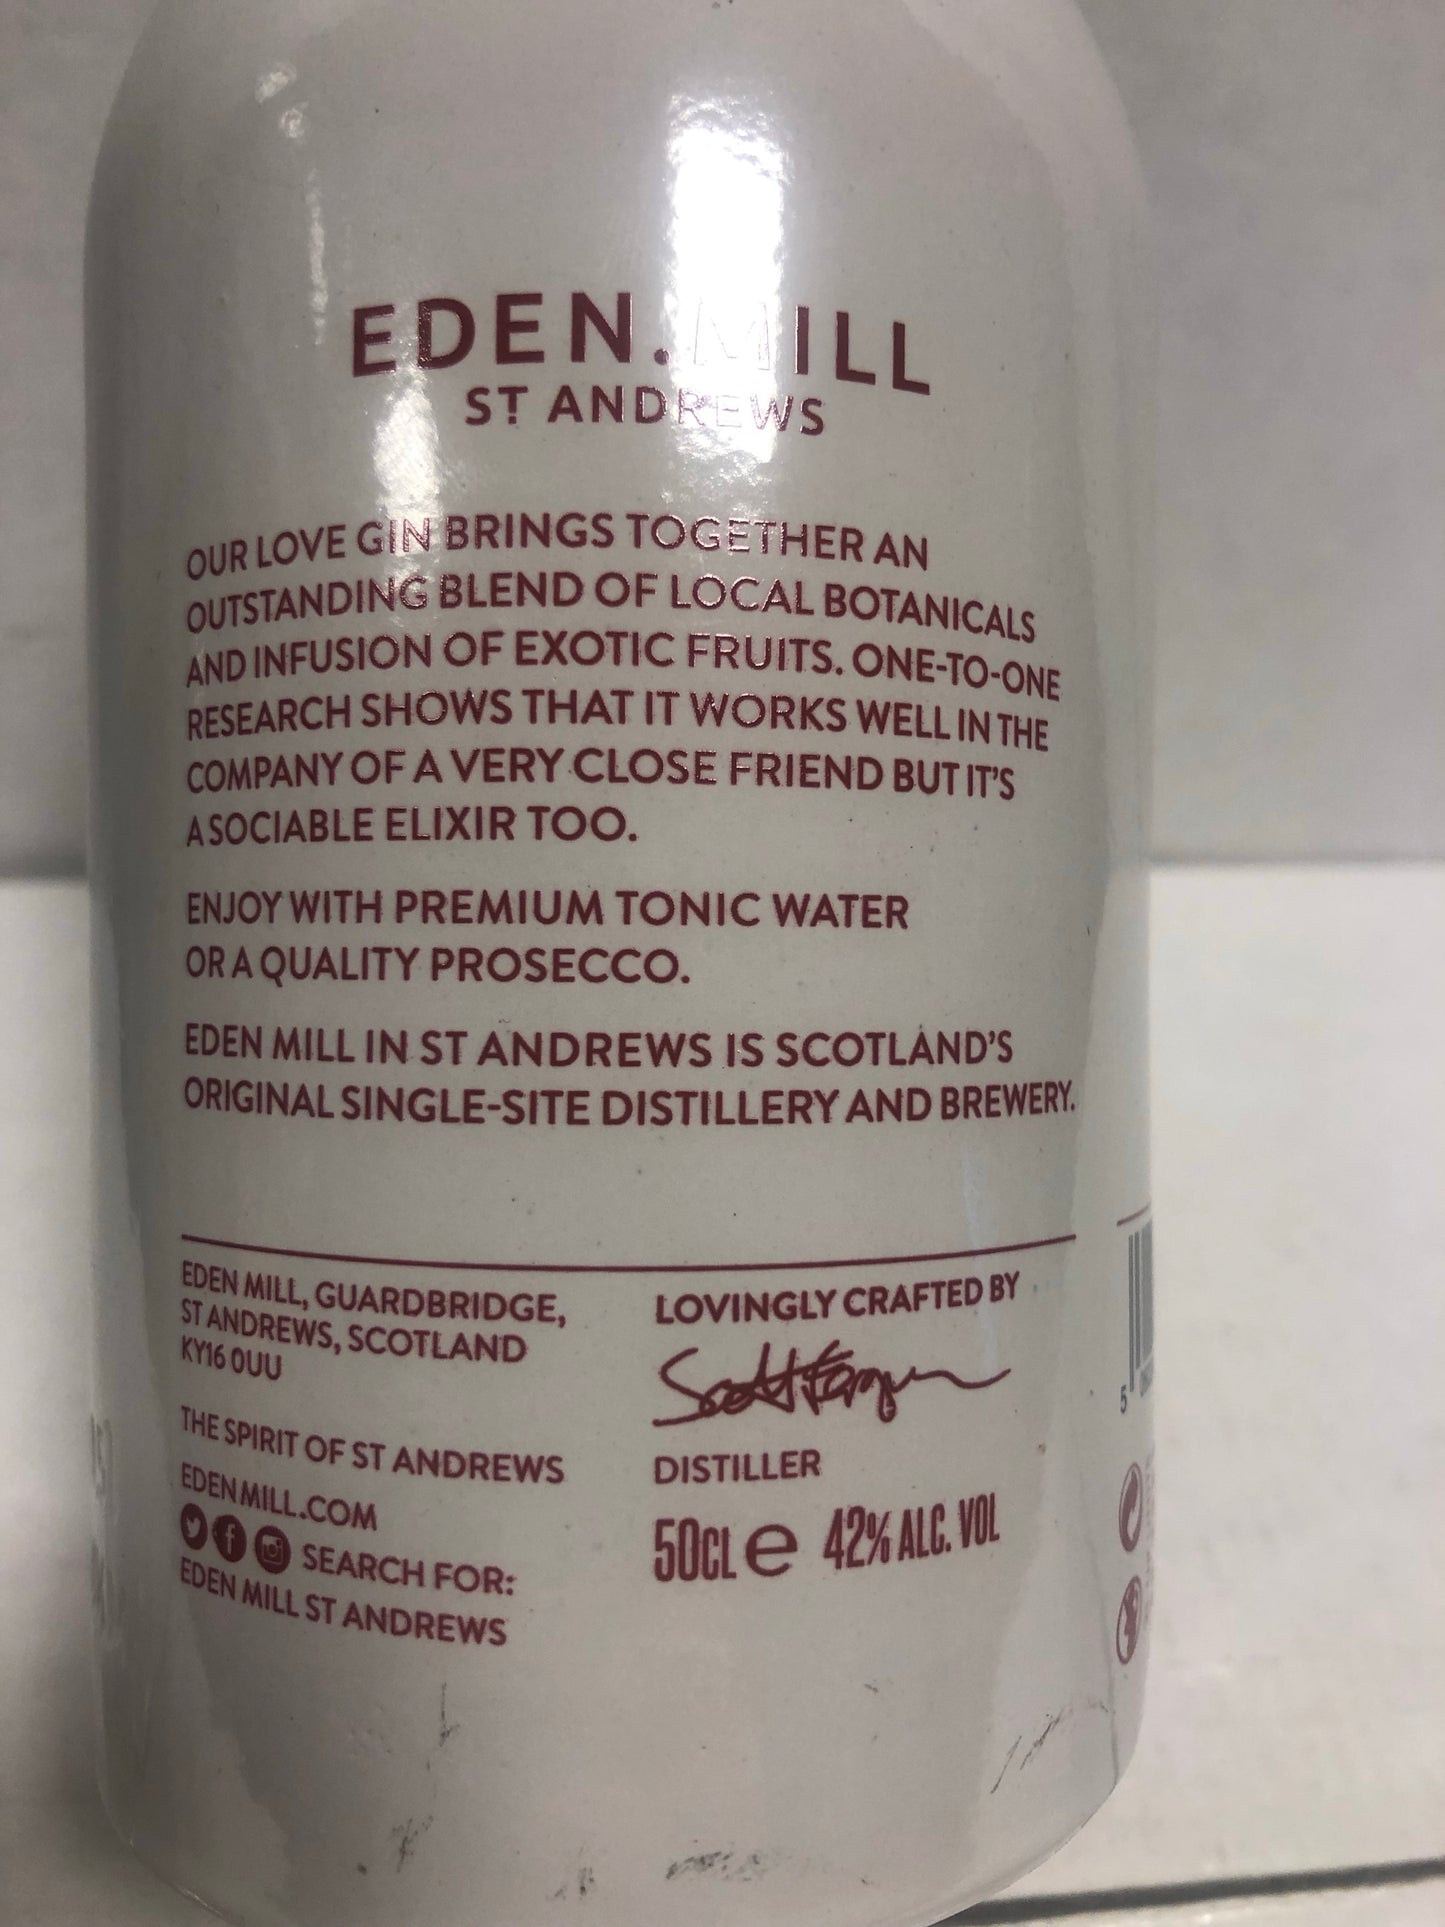 EDEN.MILL
ST ANDREWS
OUR LOVE GIN BRINGS TOGETHER AN
OUTSTANDING BLEND OF LOCAL BOTANICALS
AND INFUSION OF EXOTIC FRUITS. ONE-TO-ONE
RESEARCH SHOWS THAT IT WORKS WELL IN THE
COMPANY OF A VERY CLOSE FRIEND BUT IT'S
A SOCIABLE ELIXIR TOO.
ENJOY WITH PREMIUM TONIC WATER
OR A QUALITY PROSECCO.
EDEN MILL IN ST ANDREWS IS SCOTLAND'S
ORIGINAL SINGLE-SITE DISTILLERY AND BREWERY.
EDEN MILL, GUARDBRIDGE,
ST ANDREWS, SCOTLAND
KY16 0UU
THE SPIRIT OF ST ANDREWS
EDENMILL.COM
SEARCH FOR:
EDEN MILL ST ANDREWS
LOVINGLY CRAFTED BY
Scott Ferguson
DISTILLER
50CL e 42% ALC. VOL
5